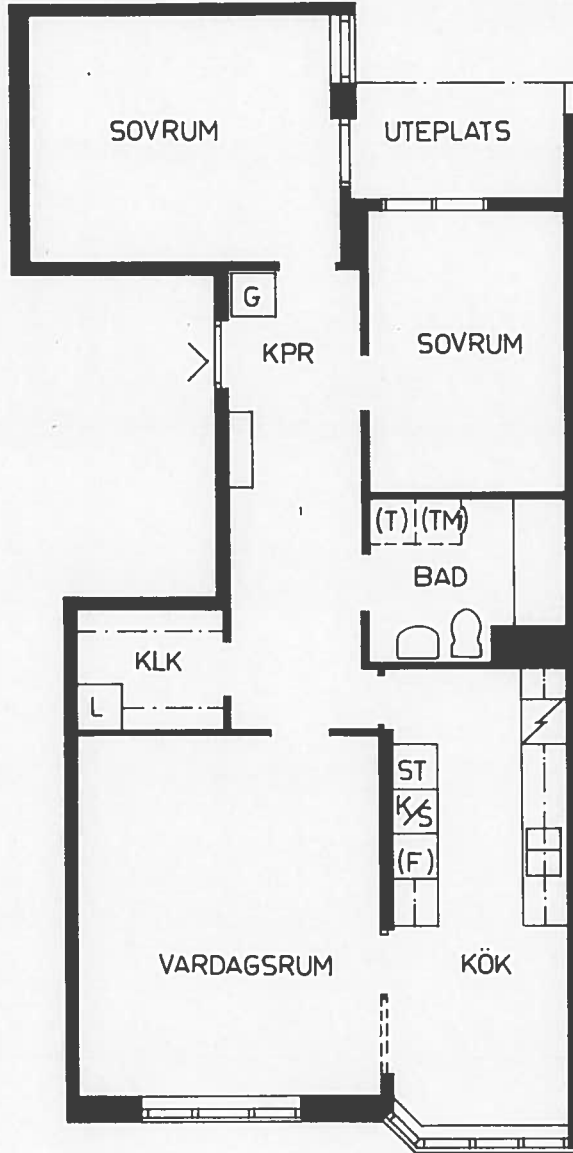 SOVRUM
UTEPLATS
G
KPR
SOVRUM
(T) (TM)
BAD
KLK
L
ST
K/S
(F)
VARDAGSRUM
KÖK